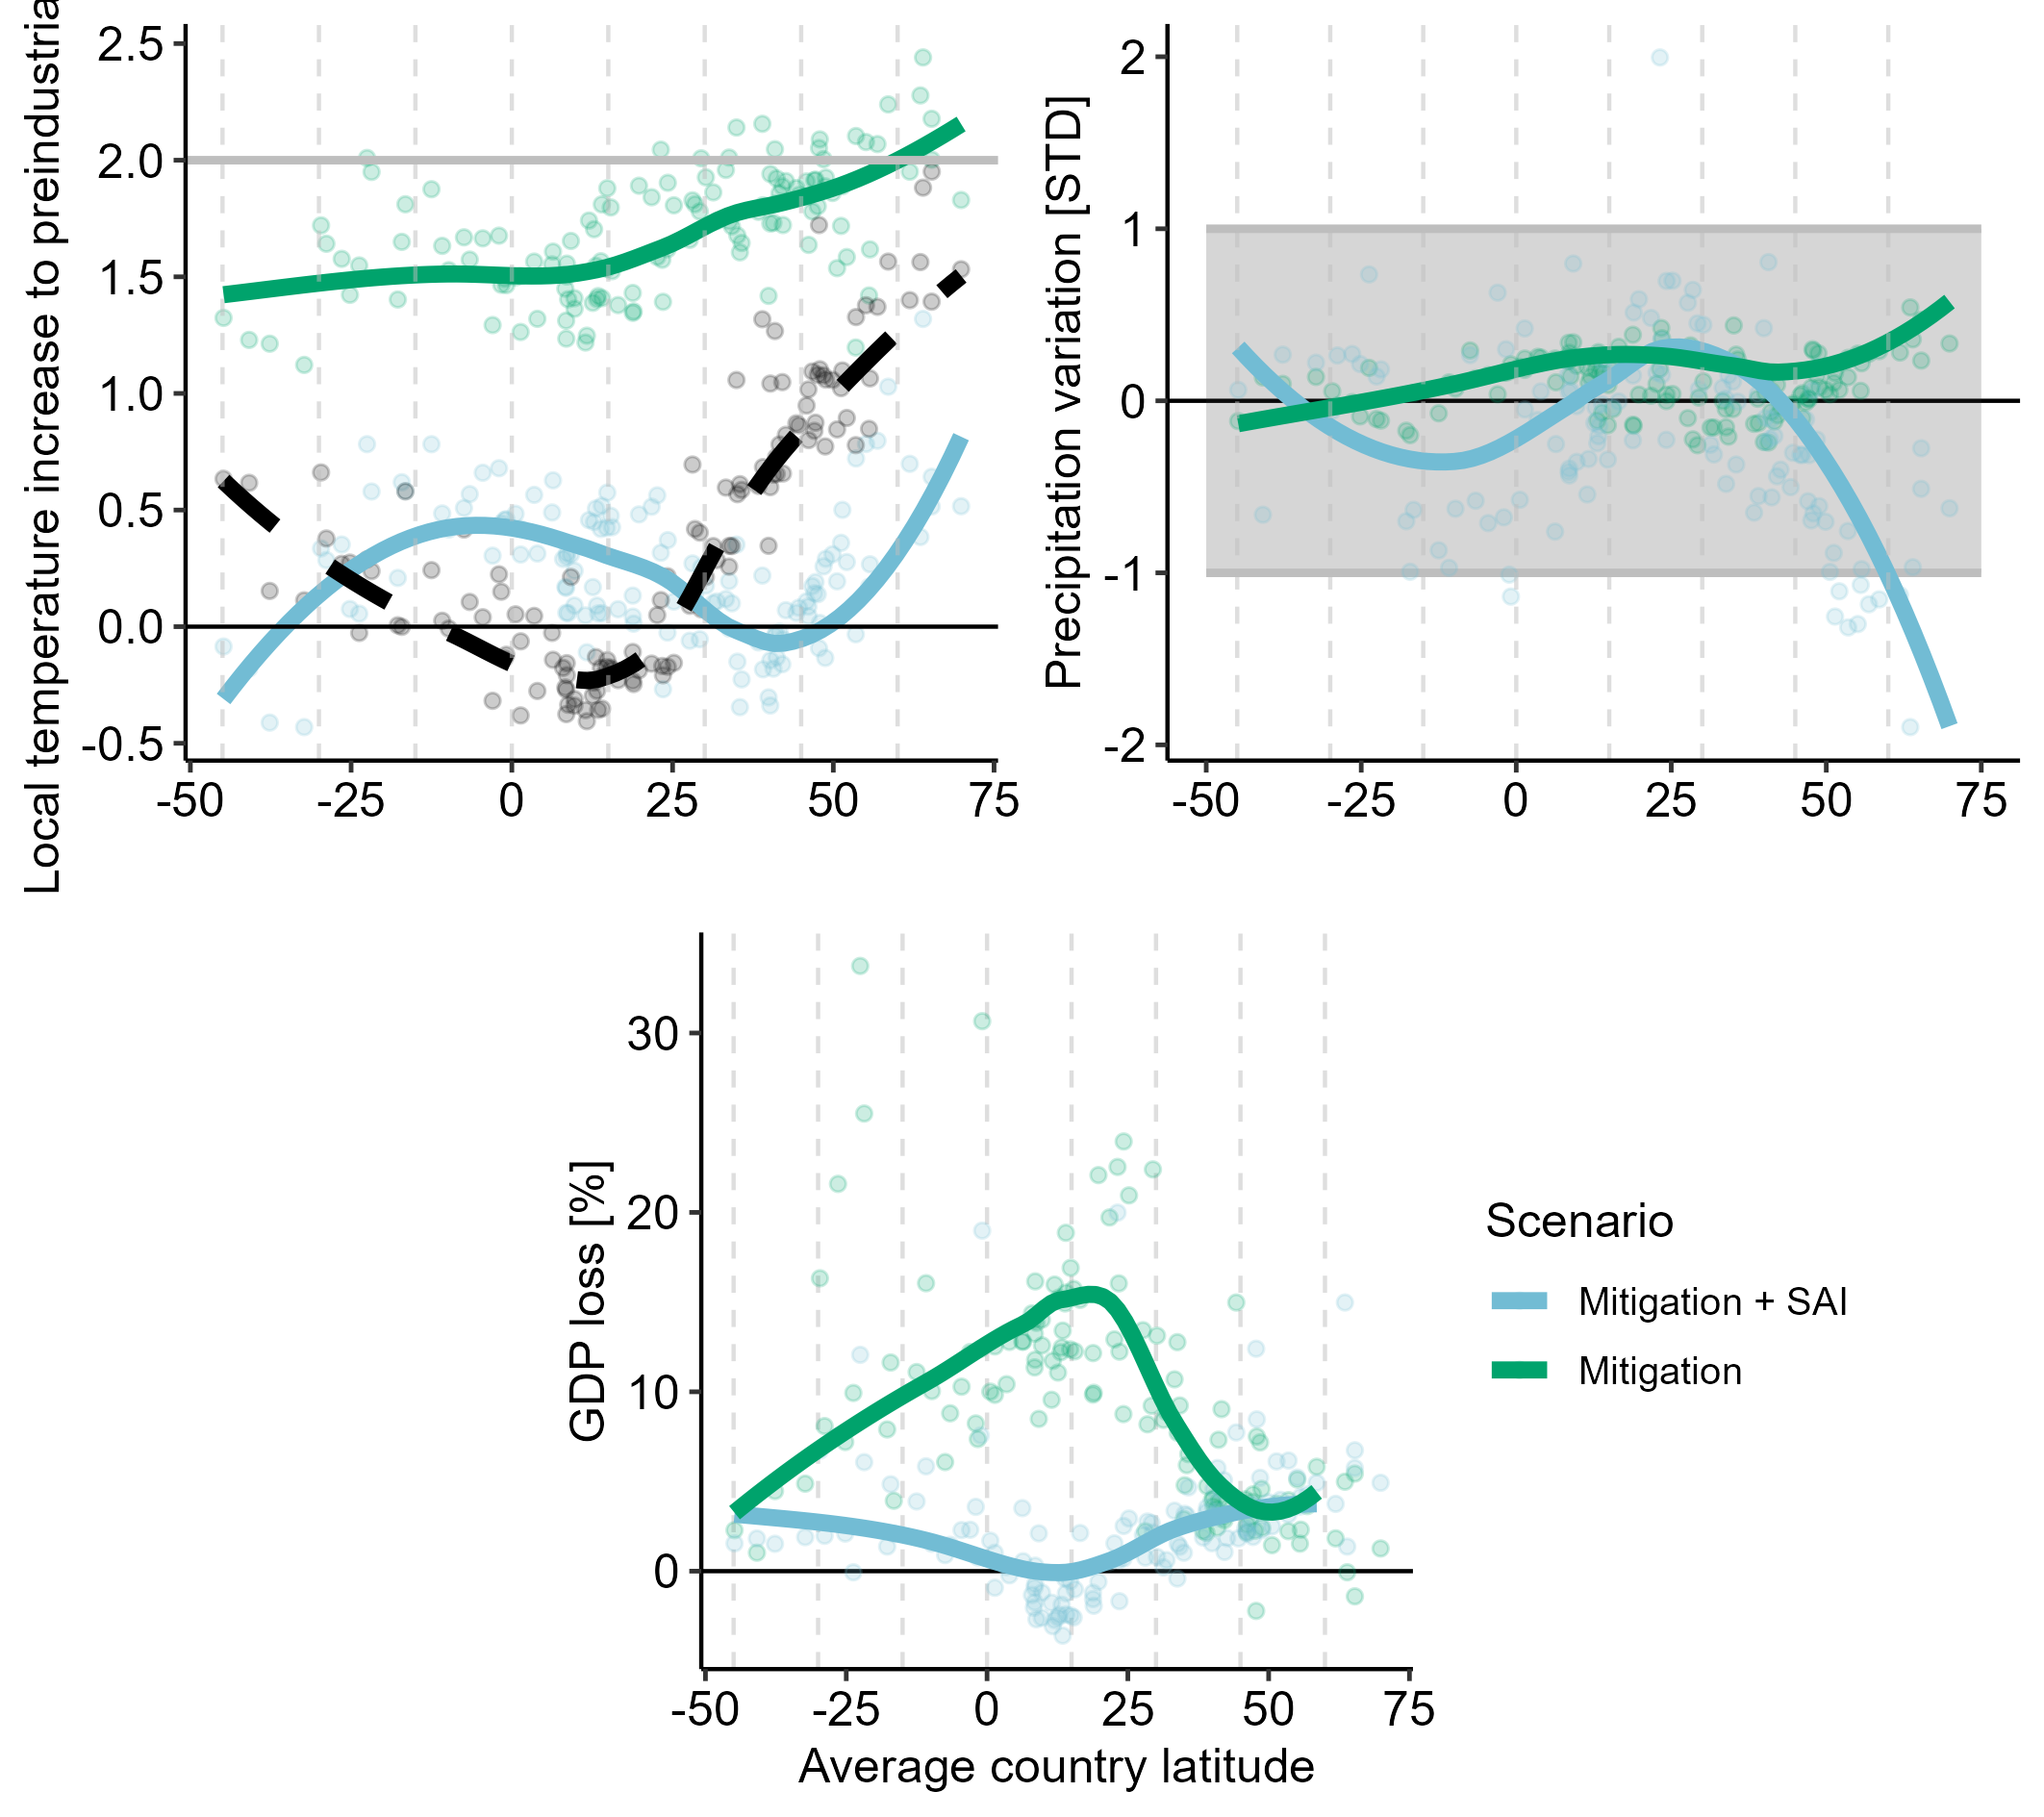 Local temperature increase to preindustria
2.5
2.0
1.5
1.0
0.5
0.0
-0.5
-50 -25 0 25 50 75
Precipitation variation [STD]
2
1
0
-1
-2
-50 -25 0 25 50 75
GDP loss [%]
30
20
10
0
-50 -25 0 25 50 75
Average country latitude
Scenario
Mitigation + SAI
Mitigation